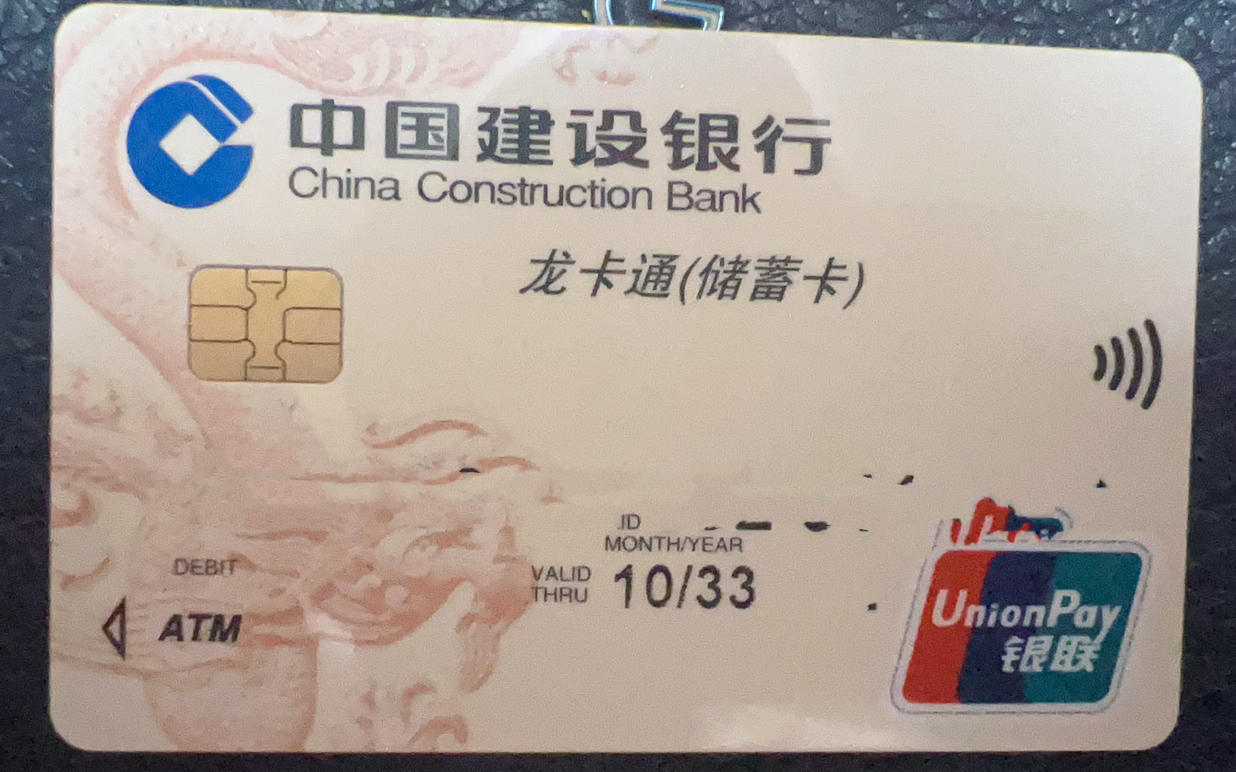 中国建设银行
China Construction Bank
龙卡通(储蓄卡)
MONTH/YEAR
VALID
THRU
10/33
DEBIT
ATM
UnionPay
银联